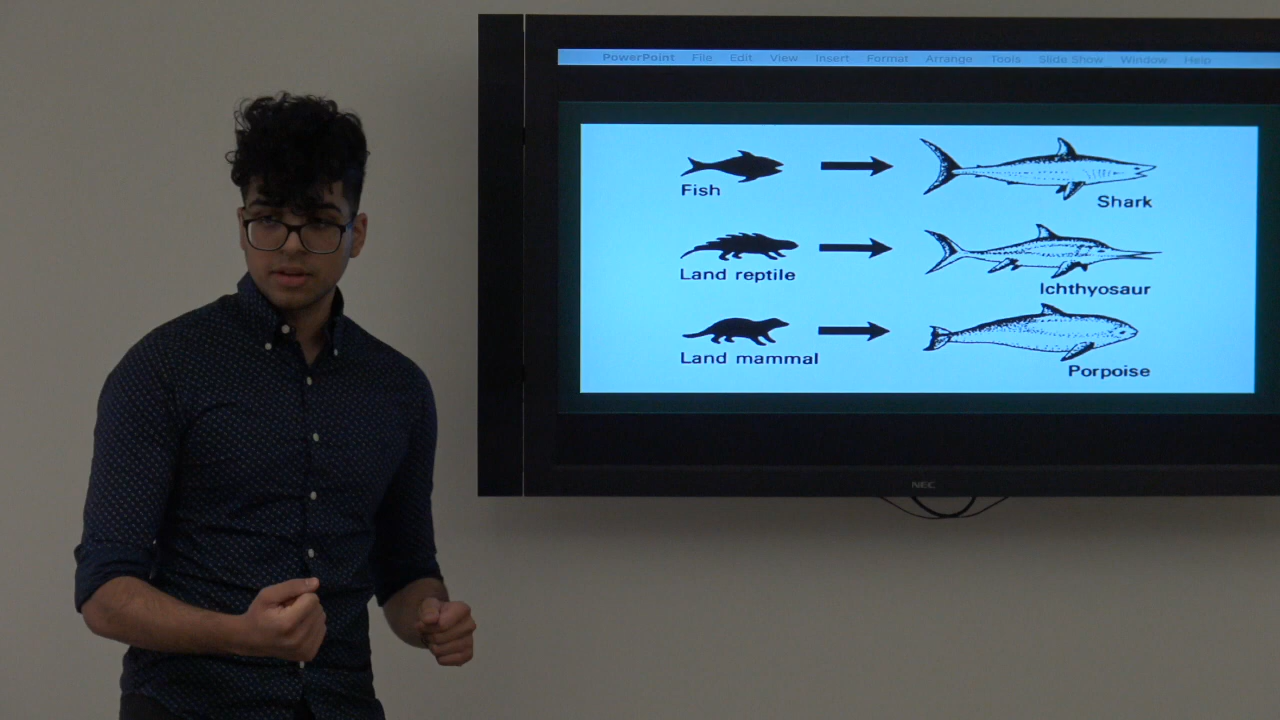 PowerPoint File Edit View Insert Format Arrange Tools Slide Show Window Help
Fish
Shark
Land reptile
Ichthyosaur
Land mammal
Porpoise
NEC